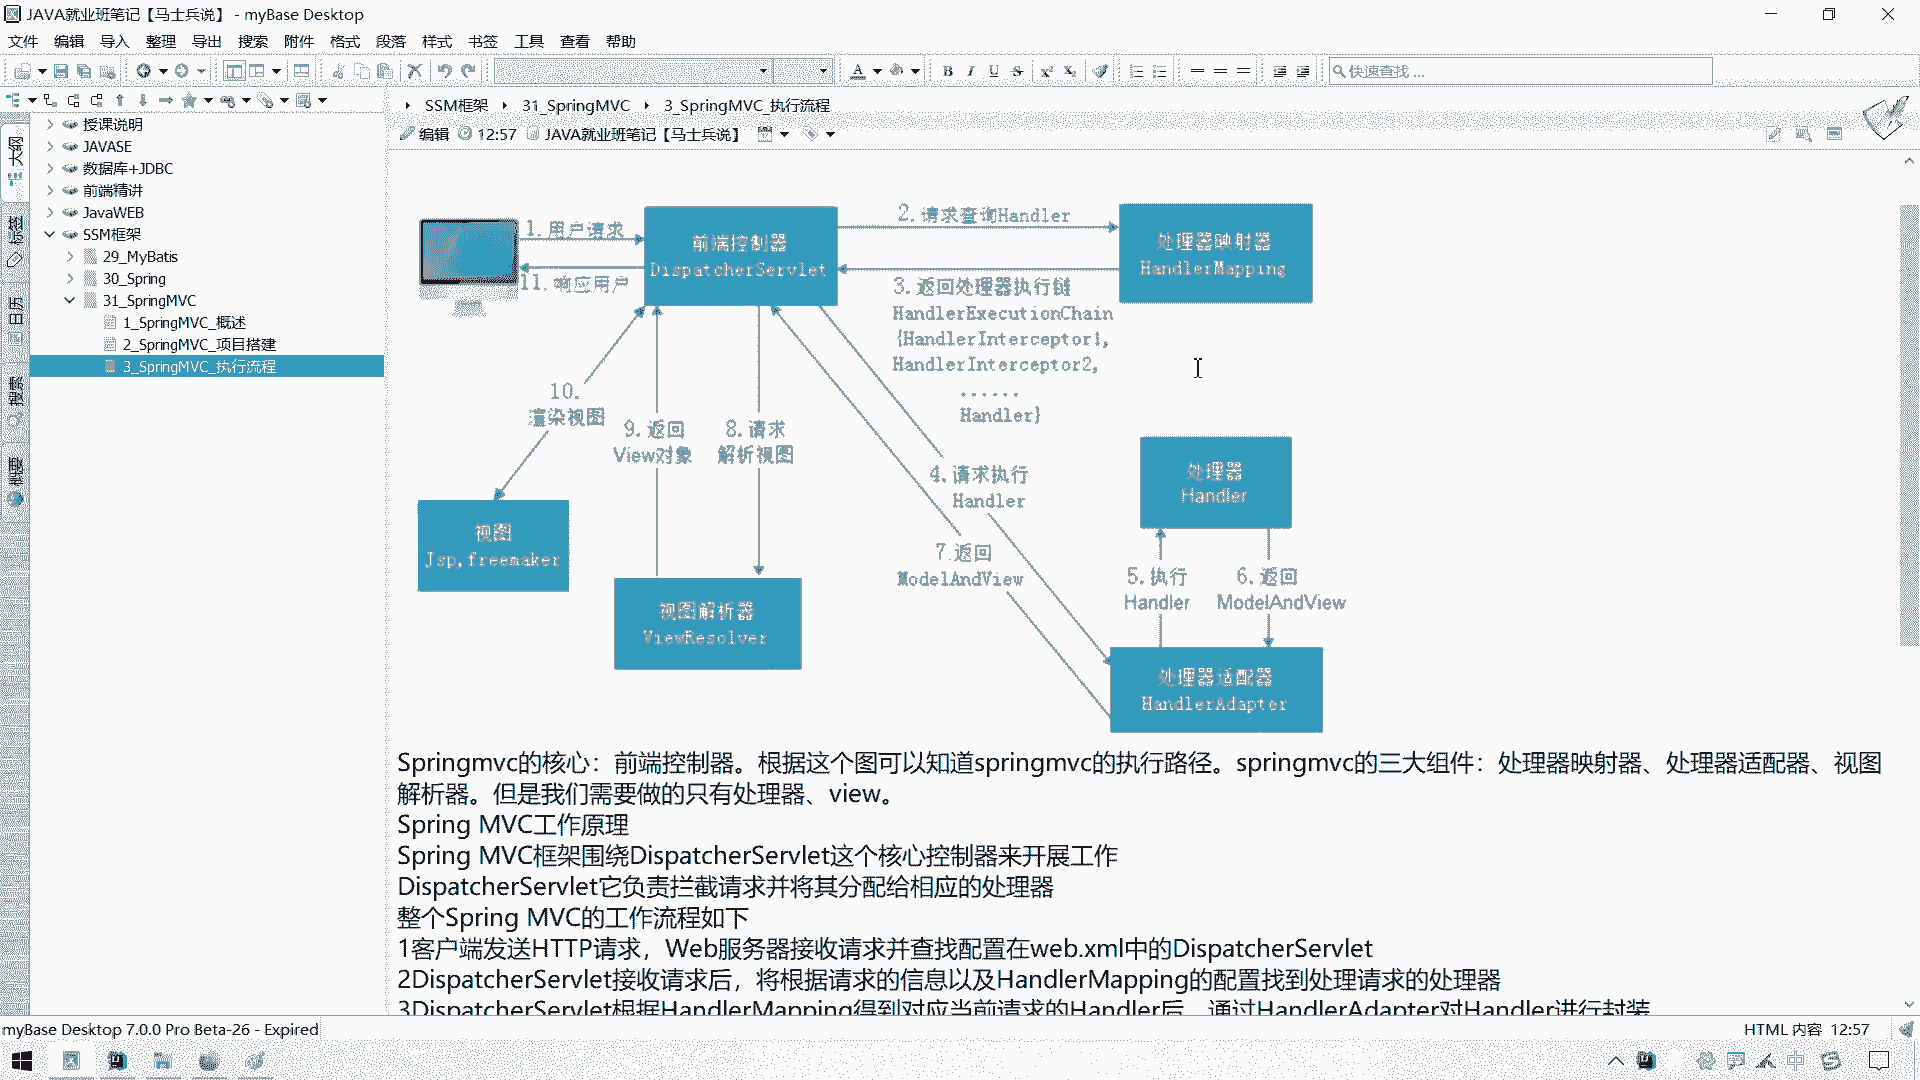 JAVA就业班笔记【马士兵说】 - myBase Desktop
文件 编辑 导入 整理 导出 搜索 附件 格式 段落 样式 书签 工具 查看 帮助
快速查找 ...
SSM框架 31_SpringMVC 3_SpringMVC_执行流程
编辑 12:57 JAVA就业班笔记【马士兵说】
大纲
标签
日历
搜索
概要
授课说明
JAVASE
数据库+JDBC
前端精讲
JavaWEB
SSM框架
29_MyBatis
30_Spring
31_SpringMVC
1_SpringMVC_概述
2_SpringMVC_项目搭建
3_SpringMVC_执行流程
1.用户请求
11.响应用户
前端控制器
DispatcherServlet
2.请求查询Handler
处理器映射器
HandlerMapping
3.返回处理器执行链
HandlerExecutionChain
{HandlerInterceptor1,
HandlerInterceptor2,
......
Handler}
10.
渲染视图
9.返回
View对象
8.请求
解析视图
4.请求执行
Handler
7.返回
ModelAndView
处理器
Handler
5.执行
Handler
6.返回
ModelAndView
视图
Jsp,freemaker
视图解析器
ViewResolver
处理器适配器
HandlerAdapter
Springmvc的核心：前端控制器。根据这个图可以知道springmvc的执行路径。springmvc的三大组件：处理器映射器、处理器适配器、视图
解析器。但是我们需要做的只有处理器、view。
Spring MVC工作原理
Spring MVC框架围绕DispatcherServlet这个核心控制器来开展工作
DispatcherServlet它负责拦截请求并将其分配给相应的处理器
整个Spring MVC的工作流程如下
1客户端发送HTTP请求，Web服务器接收请求并查找配置在web.xml中的DispatcherServlet
2DispatcherServlet接收请求后，将根据请求的信息以及HandlerMapping的配置找到处理请求的处理器
3DispatcherServlet根据HandlerMapping得到对应当前请求的Handler后，通过HandlerAdapter对Handler进行封装
myBase Desktop 7.0.0 Pro Beta-26 - Expired
HTML 内容 12:57
中